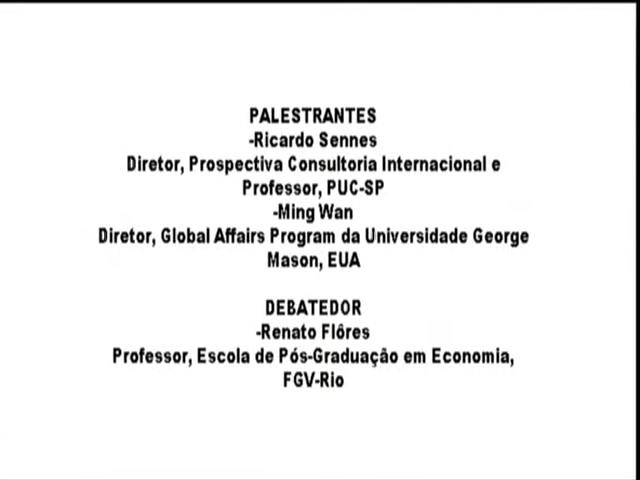 PALESTRANTES
-Ricardo Sennes
Diretor, Prospectiva Consultoria Internacional e
Professor, PUC-SP
-Ming Wan
Diretor, Global Affairs Program da Universidade George
Mason, EUA
DEBATEDOR
-Renato Flôres
Professor, Escola de Pós-Graduação em Economia,
FGV-Rio